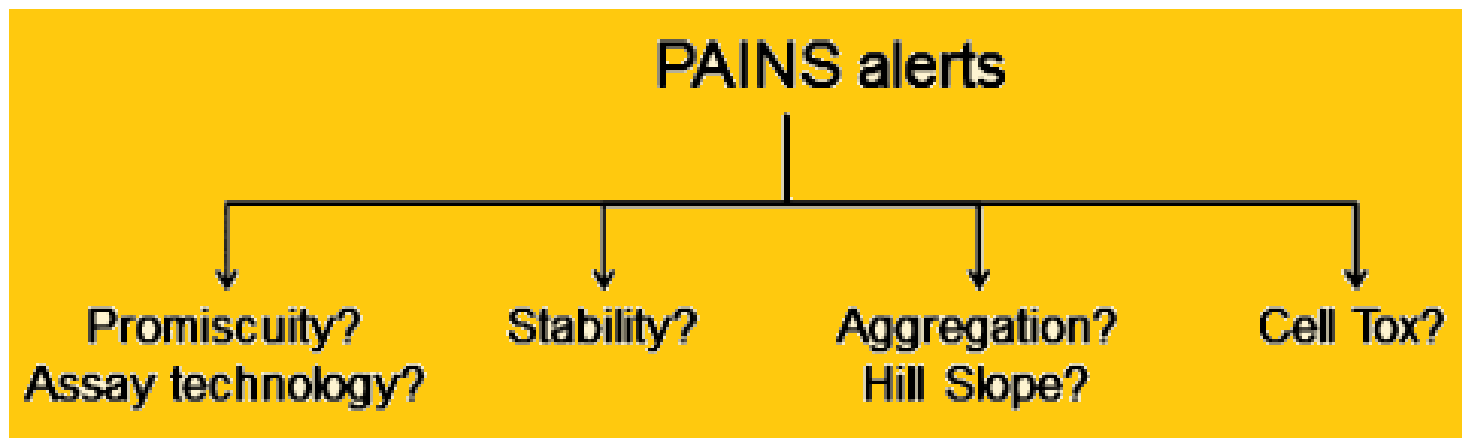 PAINS alerts
Promiscuity?
Assay technology?
Stability?
Aggregation?
Hill Slope?
Cell Tox?